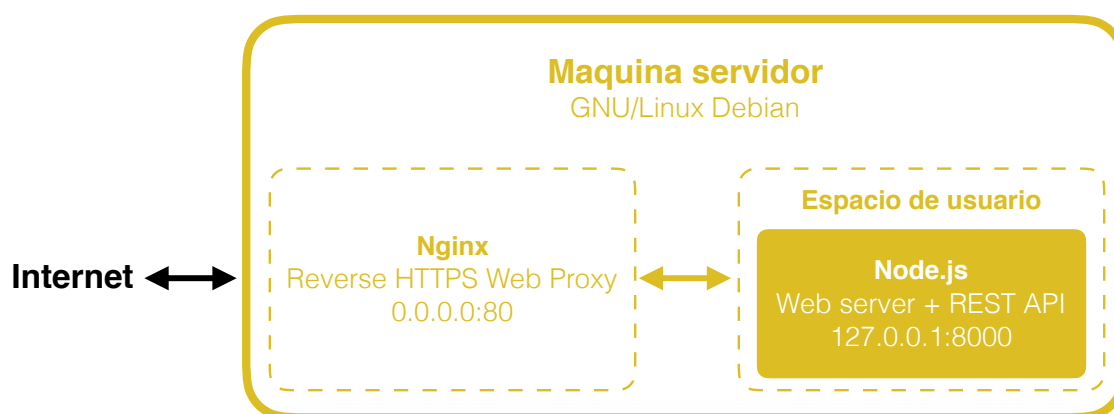 Maquina servidor
GNU/Linux Debian
Internet
Nginx
Reverse HTTPS Web Proxy
0.0.0.0:80
Espacio de usuario
Node.js
Web server + REST API
127.0.0.1:8000